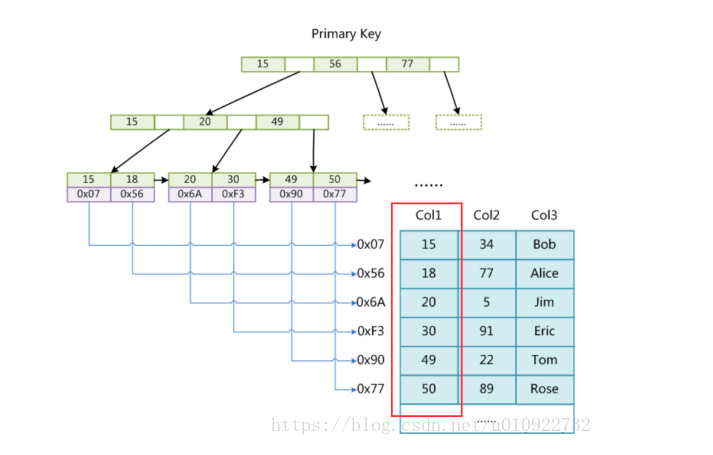 Primary Key
15 56 77
15 20 49 ...... ......
15 18 20 30 49 50
0x07 0x56 0x6A 0xF3 0x90 0x77
......
Col1 Col2 Col3
0x07 15 34 Bob
0x56 18 77 Alice
0x6A 20 5 Jim
0xF3 30 91 Eric
0x90 49 22 Tom
0x77 50 89 Rose
......
https://blog.csdn.net/u010922732